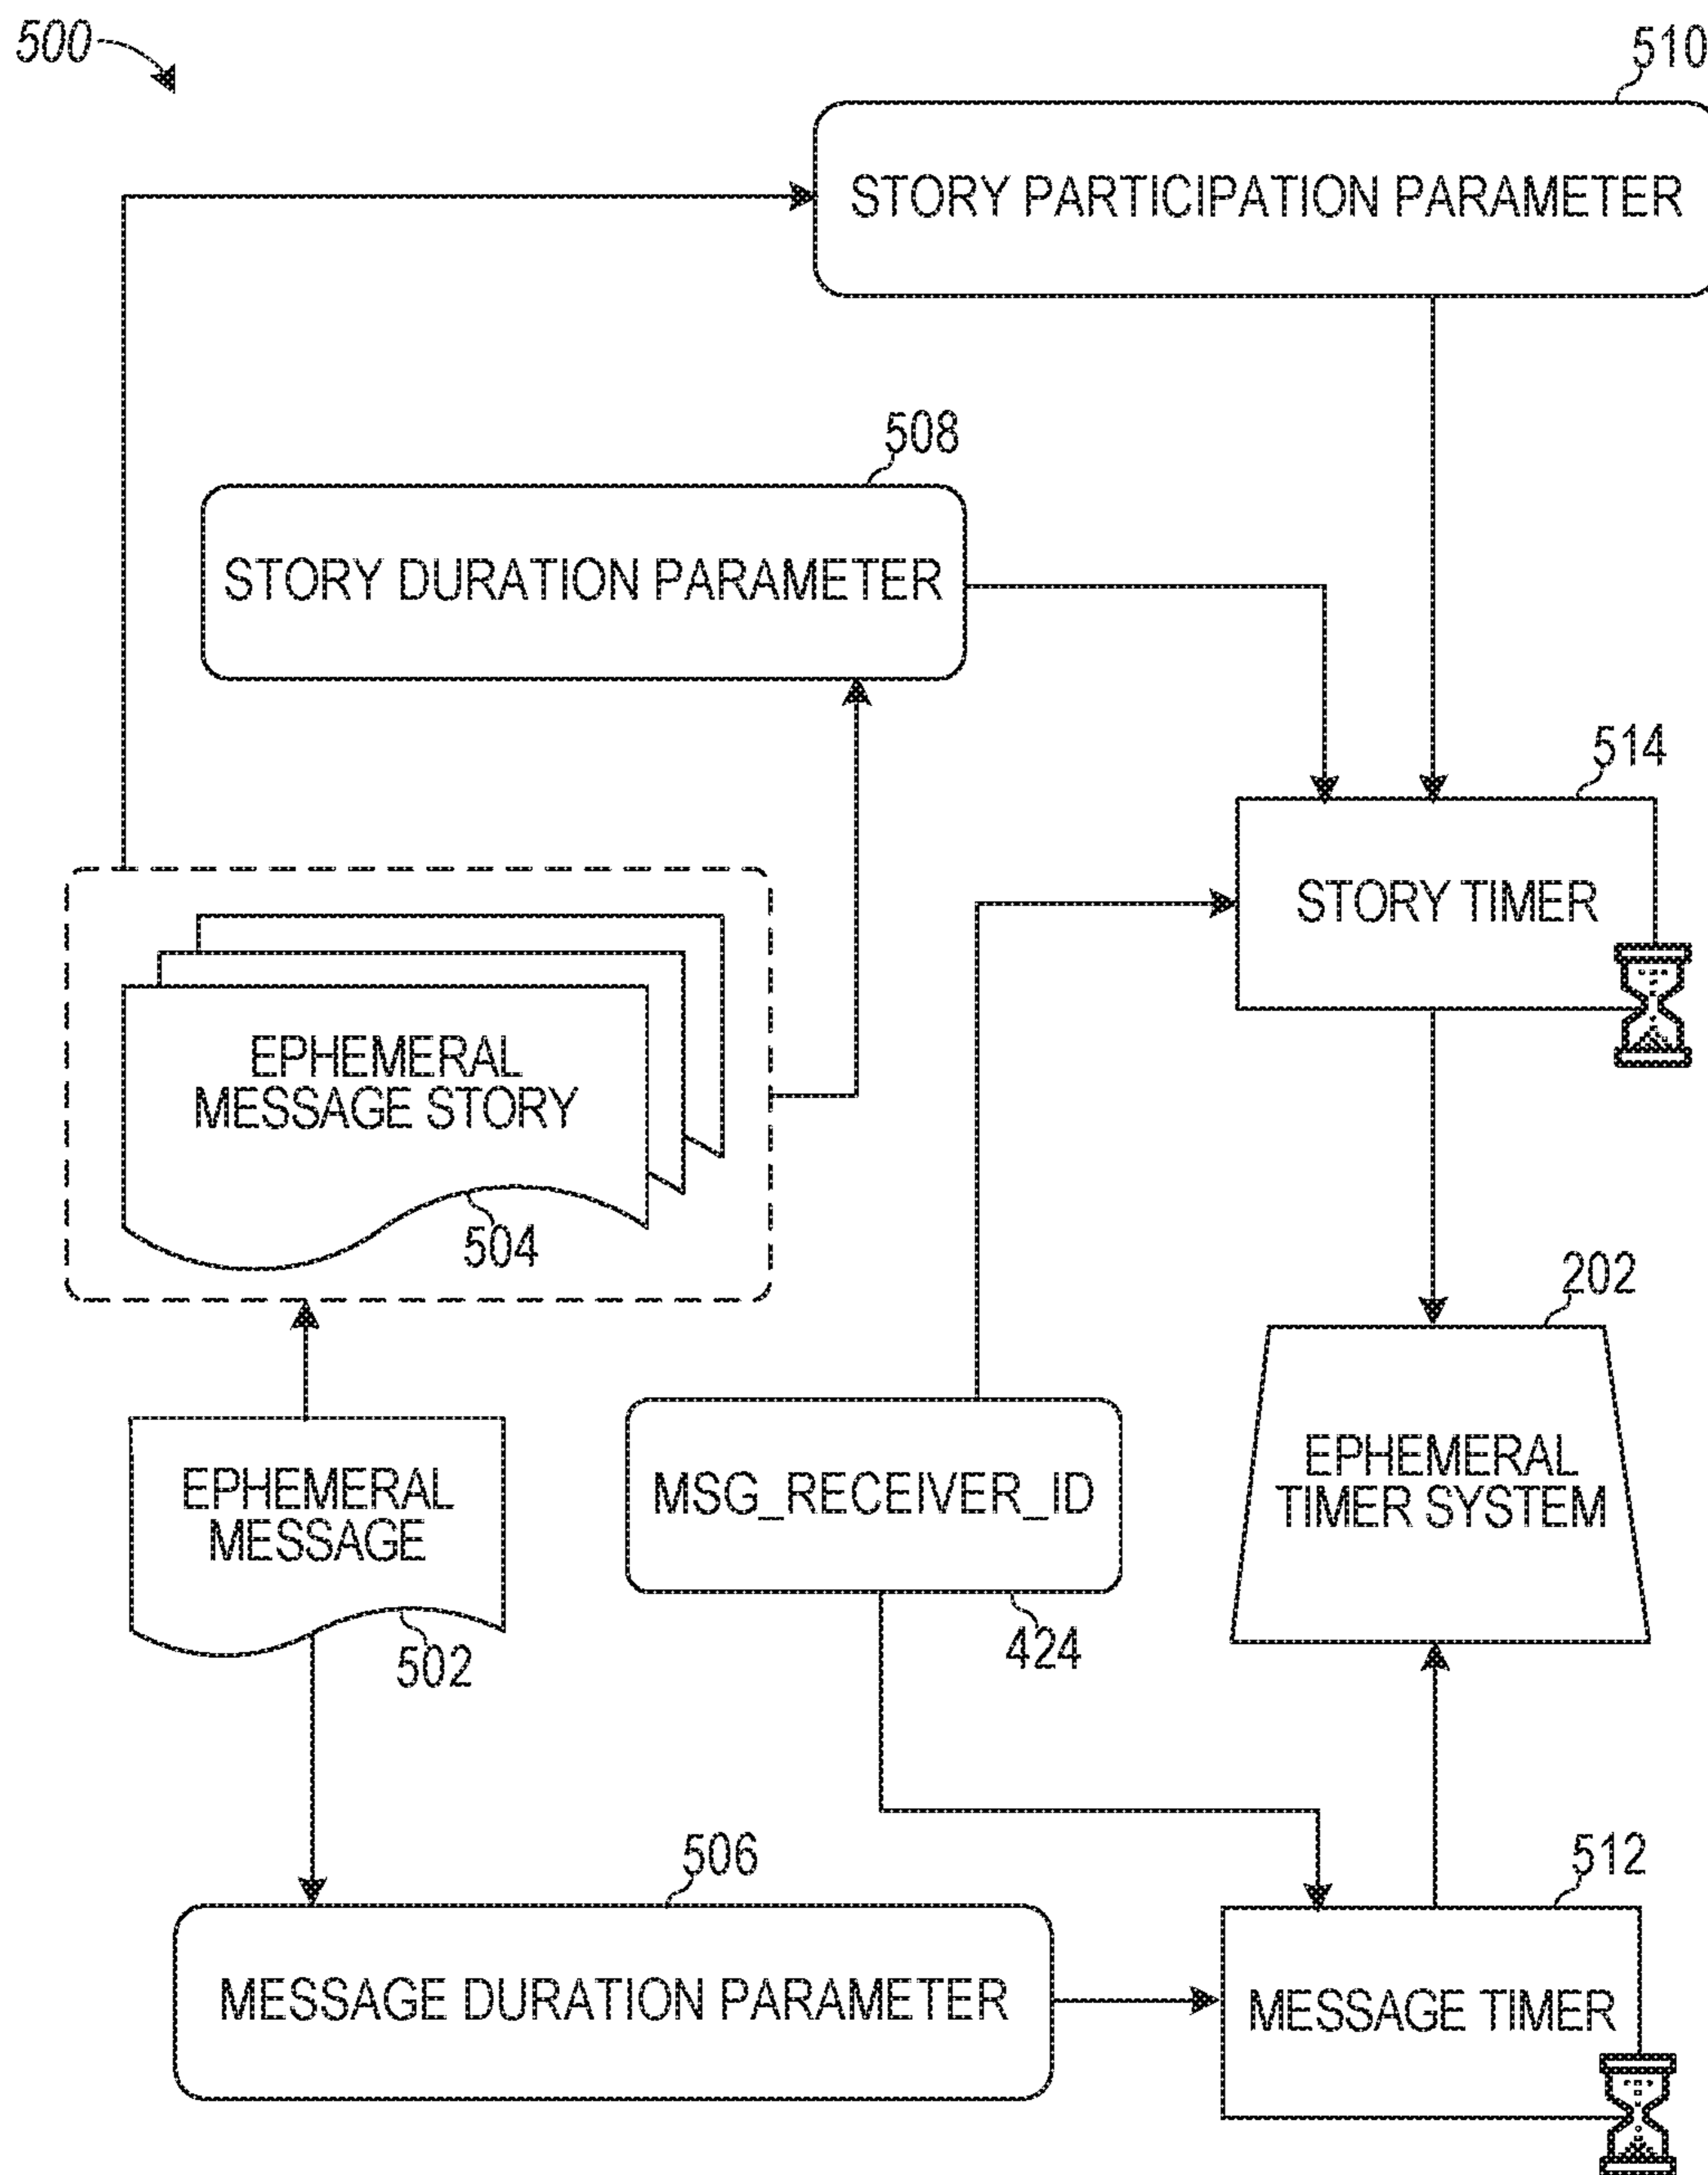 500
510
STORY PARTICIPATION PARAMETER
508
STORY DURATION PARAMETER
514
STORY TIMER
EPHEMERAL
MESSAGE STORY
504
202
EPHEMERAL
TIMER SYSTEM
MSG_RECEIVER_ID
424
EPHEMERAL
MESSAGE
502
506
MESSAGE DURATION PARAMETER
512
MESSAGE TIMER